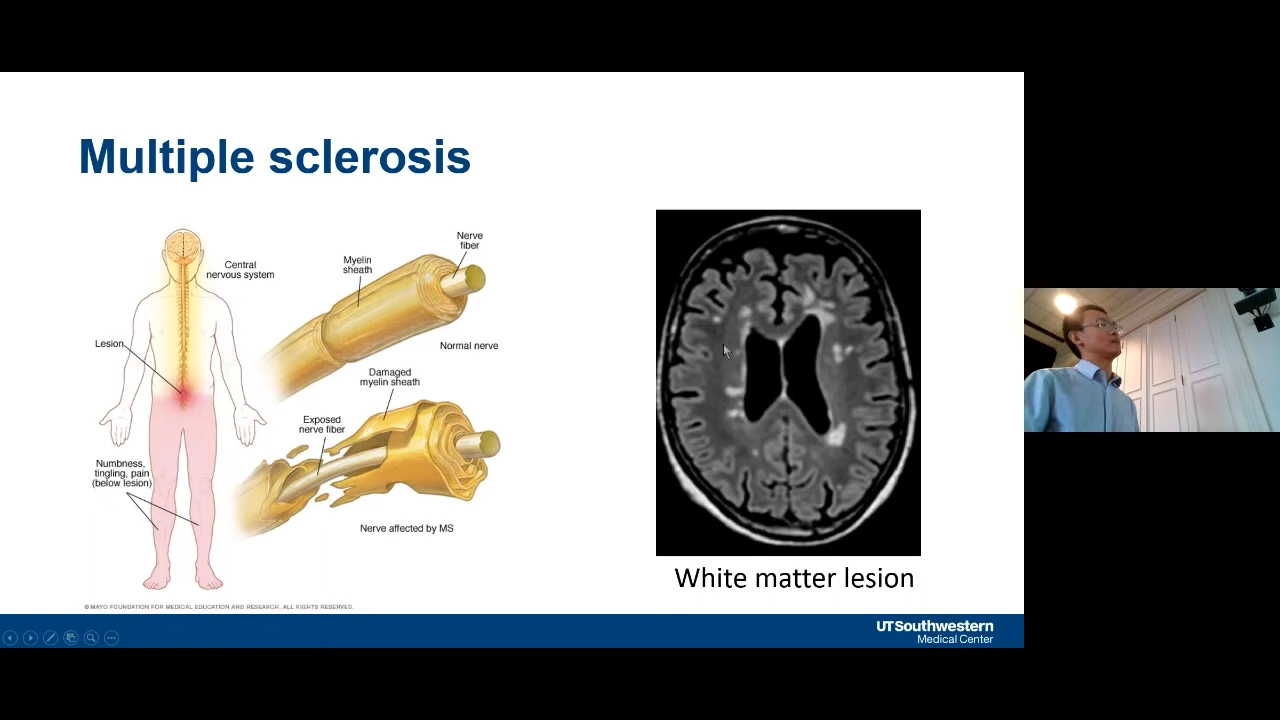 Multiple sclerosis
Central
nervous system
Lesion
Numbness,
tingling, pain
(below lesion)
Nerve
fiber
Myelin
sheath
Normal nerve
Damaged
myelin sheath
Exposed
nerve fiber
Nerve affected by MS
© MAYO FOUNDATION FOR MEDICAL EDUCATION AND RESEARCH. ALL RIGHTS RESERVED.
White matter lesion
UTSouthwestern
Medical Center